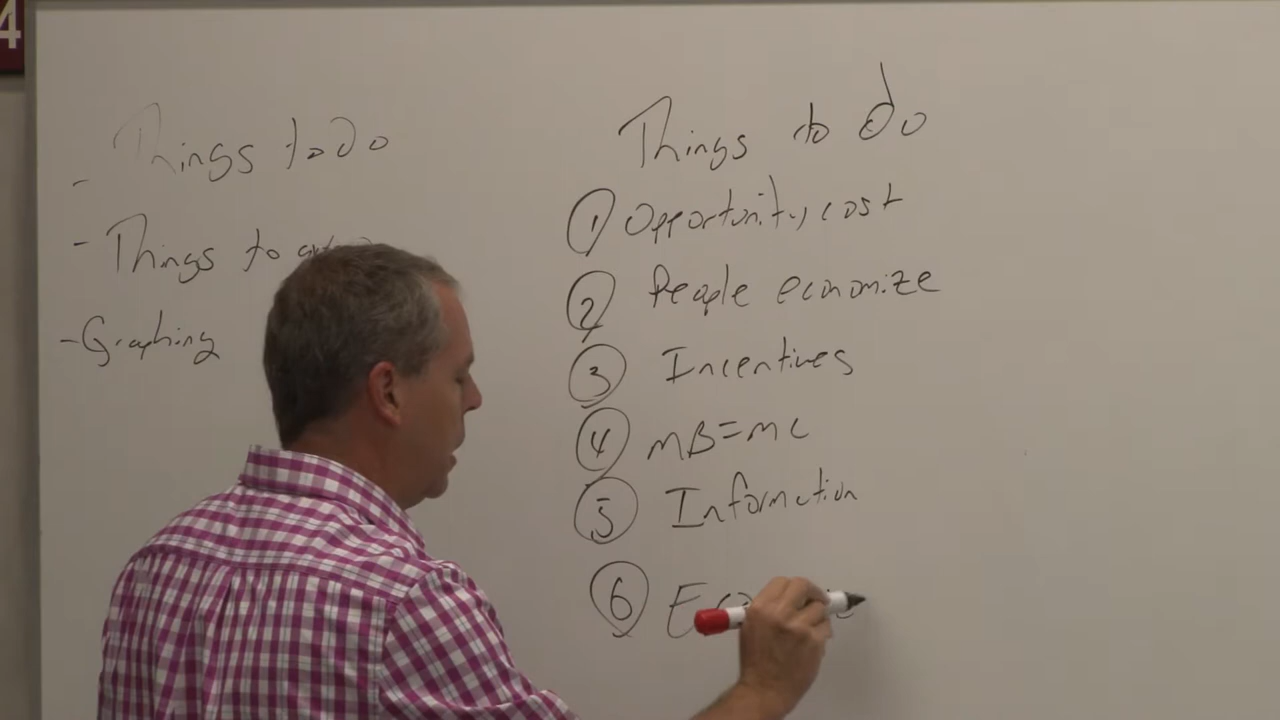 4
Things to Do
- Things to
- Graphing
Things to do
1 Opportunity cost
2 People economize
3 Incentives
4 MB=MC
5 Information
6